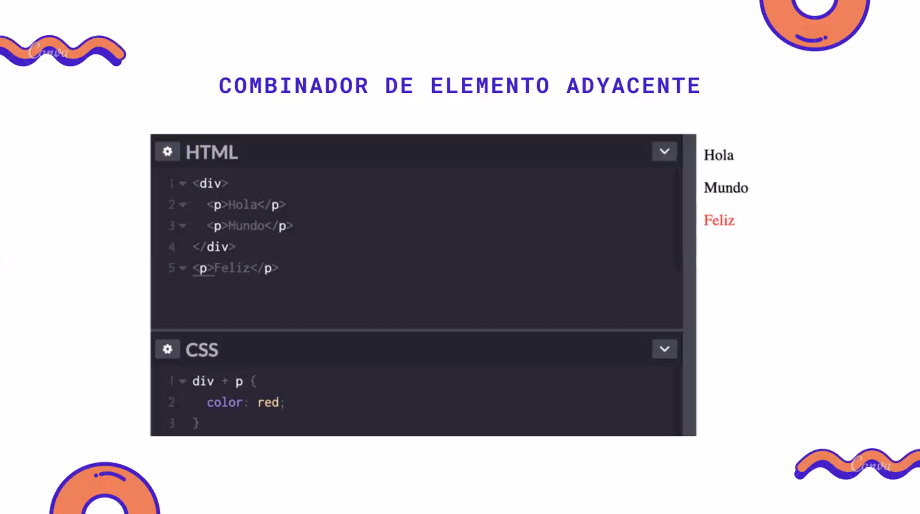 Canva
COMBINADOR DE ELEMENTO ADYACENTE
HTML
1 <div>
2 <p>Hola</p>
3 <p>Mundo</p>
4 </div>
5 <p>Feliz</p>
Hola
Mundo
Feliz
CSS
1 div + p {
2 color: red;
3 }
Canva